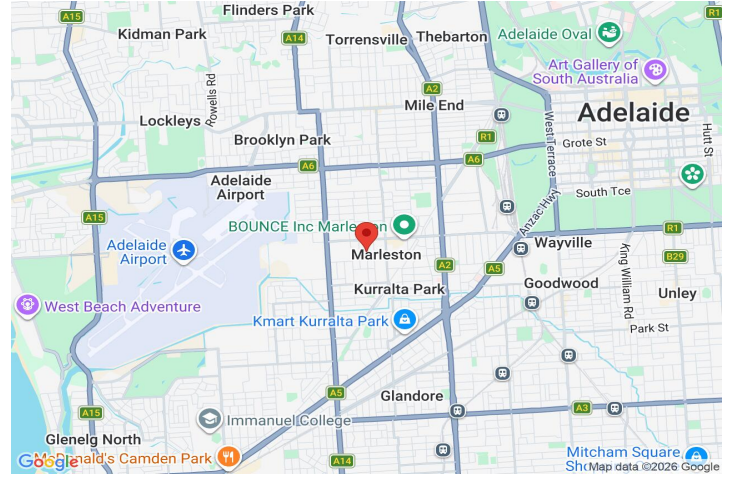 Flinders Park
A15
A14
R1
Kidman Park
Torrensville
Thebarton
Adelaide Oval
Art Gallery of
South Australia
Rowells Rd
A2
Mile End
Adelaide
Lockleys
R1
West Terrace
Hutt St
Brooklyn Park
Grote St
A6
A6
Adelaide
Airport
South Tce
A15
BOUNCE Inc Marleston
Anzac Hwy
R1
Adelaide
Airport
Marleston
Wayville
A2
A5
B29
King William Rd
Kurralta Park
Goodwood
Unley
West Beach Adventure
Kmart Kurralta Park
Park St
A5
Glandore
A15
A3
Immanuel College
Glenelg North
McDonald's Camden Park
A14
Mitcham Square
Google
Map data ©2026 Google